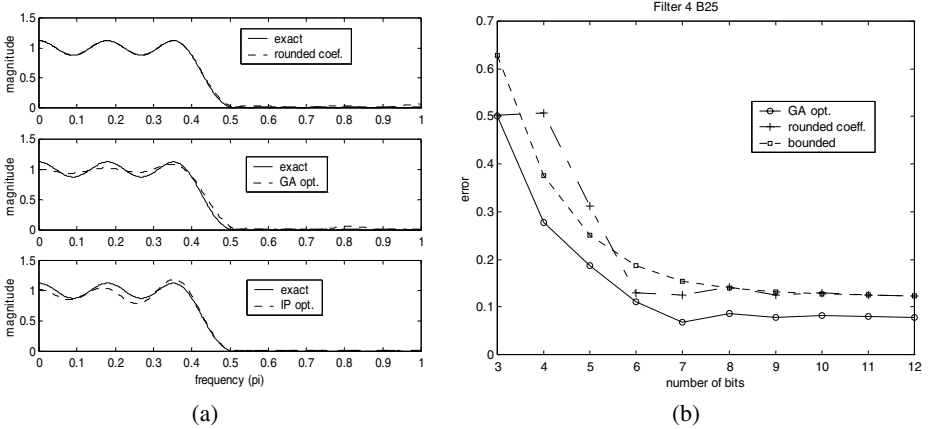 1.5
1
0.5
0
magnitude
exact
rounded coef.
0 0.1 0.2 0.3 0.4 0.5 0.6 0.7 0.8 0.9 1
1.5
1
0.5
0
magnitude
exact
GA opt.
0 0.1 0.2 0.3 0.4 0.5 0.6 0.7 0.8 0.9 1
1.5
1
0.5
0
magnitude
exact
IP opt.
0 0.1 0.2 0.3 0.4 0.5 0.6 0.7 0.8 0.9 1
frequency (pi)
(a)
Filter 4 B25
0.7
0.6
0.5
0.4
0.3
0.2
0.1
0
error
GA opt.
rounded coeff.
bounded
3 4 5 6 7 8 9 10 11 12
number of bits
(b)